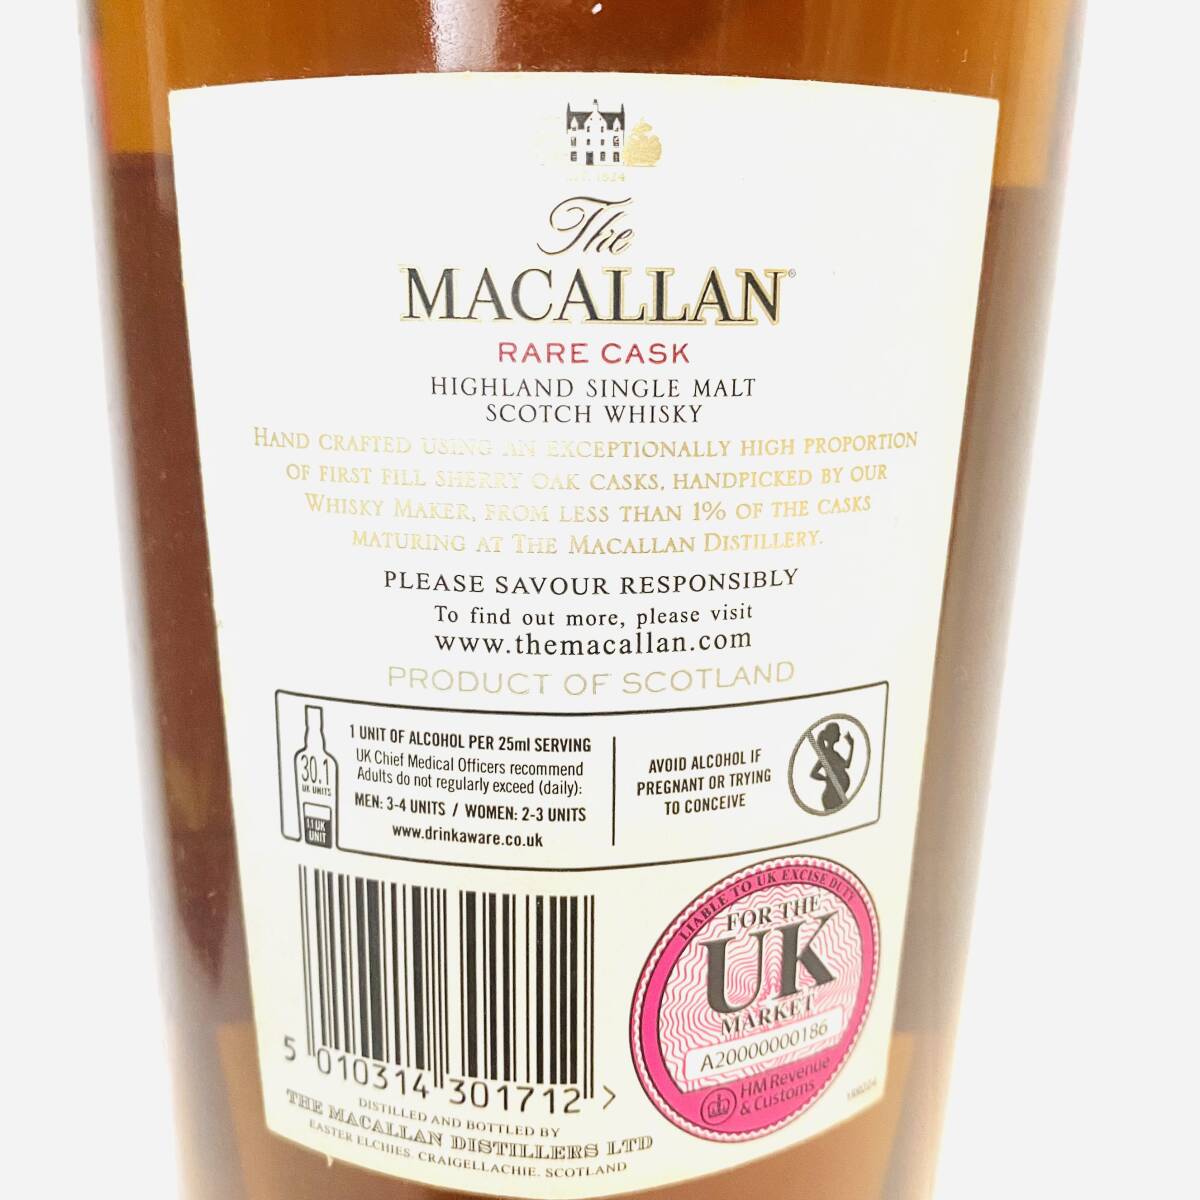 EST. 1824
The
MACALLAN®
RARE CASK
HIGHLAND SINGLE MALT
SCOTCH WHISKY
HAND CRAFTED USING AN EXCEPTIONALLY HIGH PROPORTION
OF FIRST FILL SHERRY OAK CASKS, HANDPICKED BY OUR
WHISKY MAKER, FROM LESS THAN 1% OF THE CASKS
MATURING AT THE MACALLAN DISTILLERY.
PLEASE SAVOUR RESPONSIBLY
To find out more, please visit
www.themacallan.com
PRODUCT OF SCOTLAND
30.1
UK UNITS
1.1 UK
UNIT
1 UNIT OF ALCOHOL PER 25ml SERVING
UK Chief Medical Officers recommend
Adults do not regularly exceed (daily):
MEN: 3-4 UNITS / WOMEN: 2-3 UNITS
www.drinkaware.co.uk
AVOID ALCOHOL IF
PREGNANT OR TRYING
TO CONCEIVE
5 010314 301712 >
LIABLE TO UK EXCISE DUTY
FOR THE
UK
MARKET
A20000000186
HM Revenue
& Customs
DISTILLED AND BOTTLED BY
THE MACALLAN DISTILLERS LTD
EASTER ELCHIES, CRAIGELLACHIE, SCOTLAND